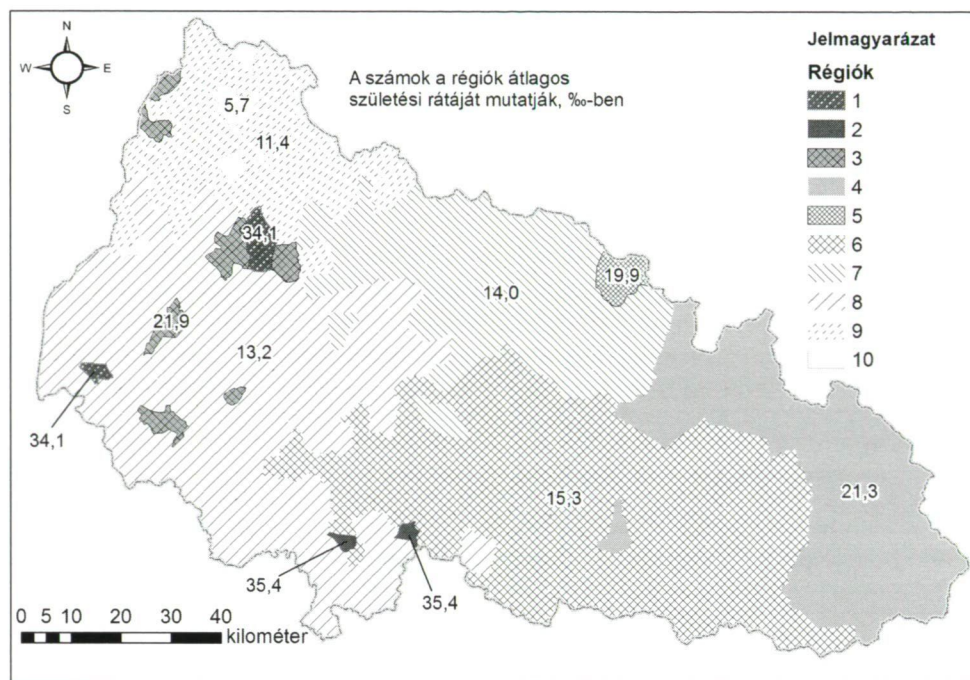 N
W E
S
A számok a régiók átlagos
születési rátáját mutatják, ‰-ben
Jelmagyarázat
Régiók
1
2
3
4
5
6
7
8
9
10
5,7
11,4
34,1
19,9
14,0
21,9
13,2
34,1
15,3
21,3
35,4
35,4
0 5 10 20 30 40
kilométer